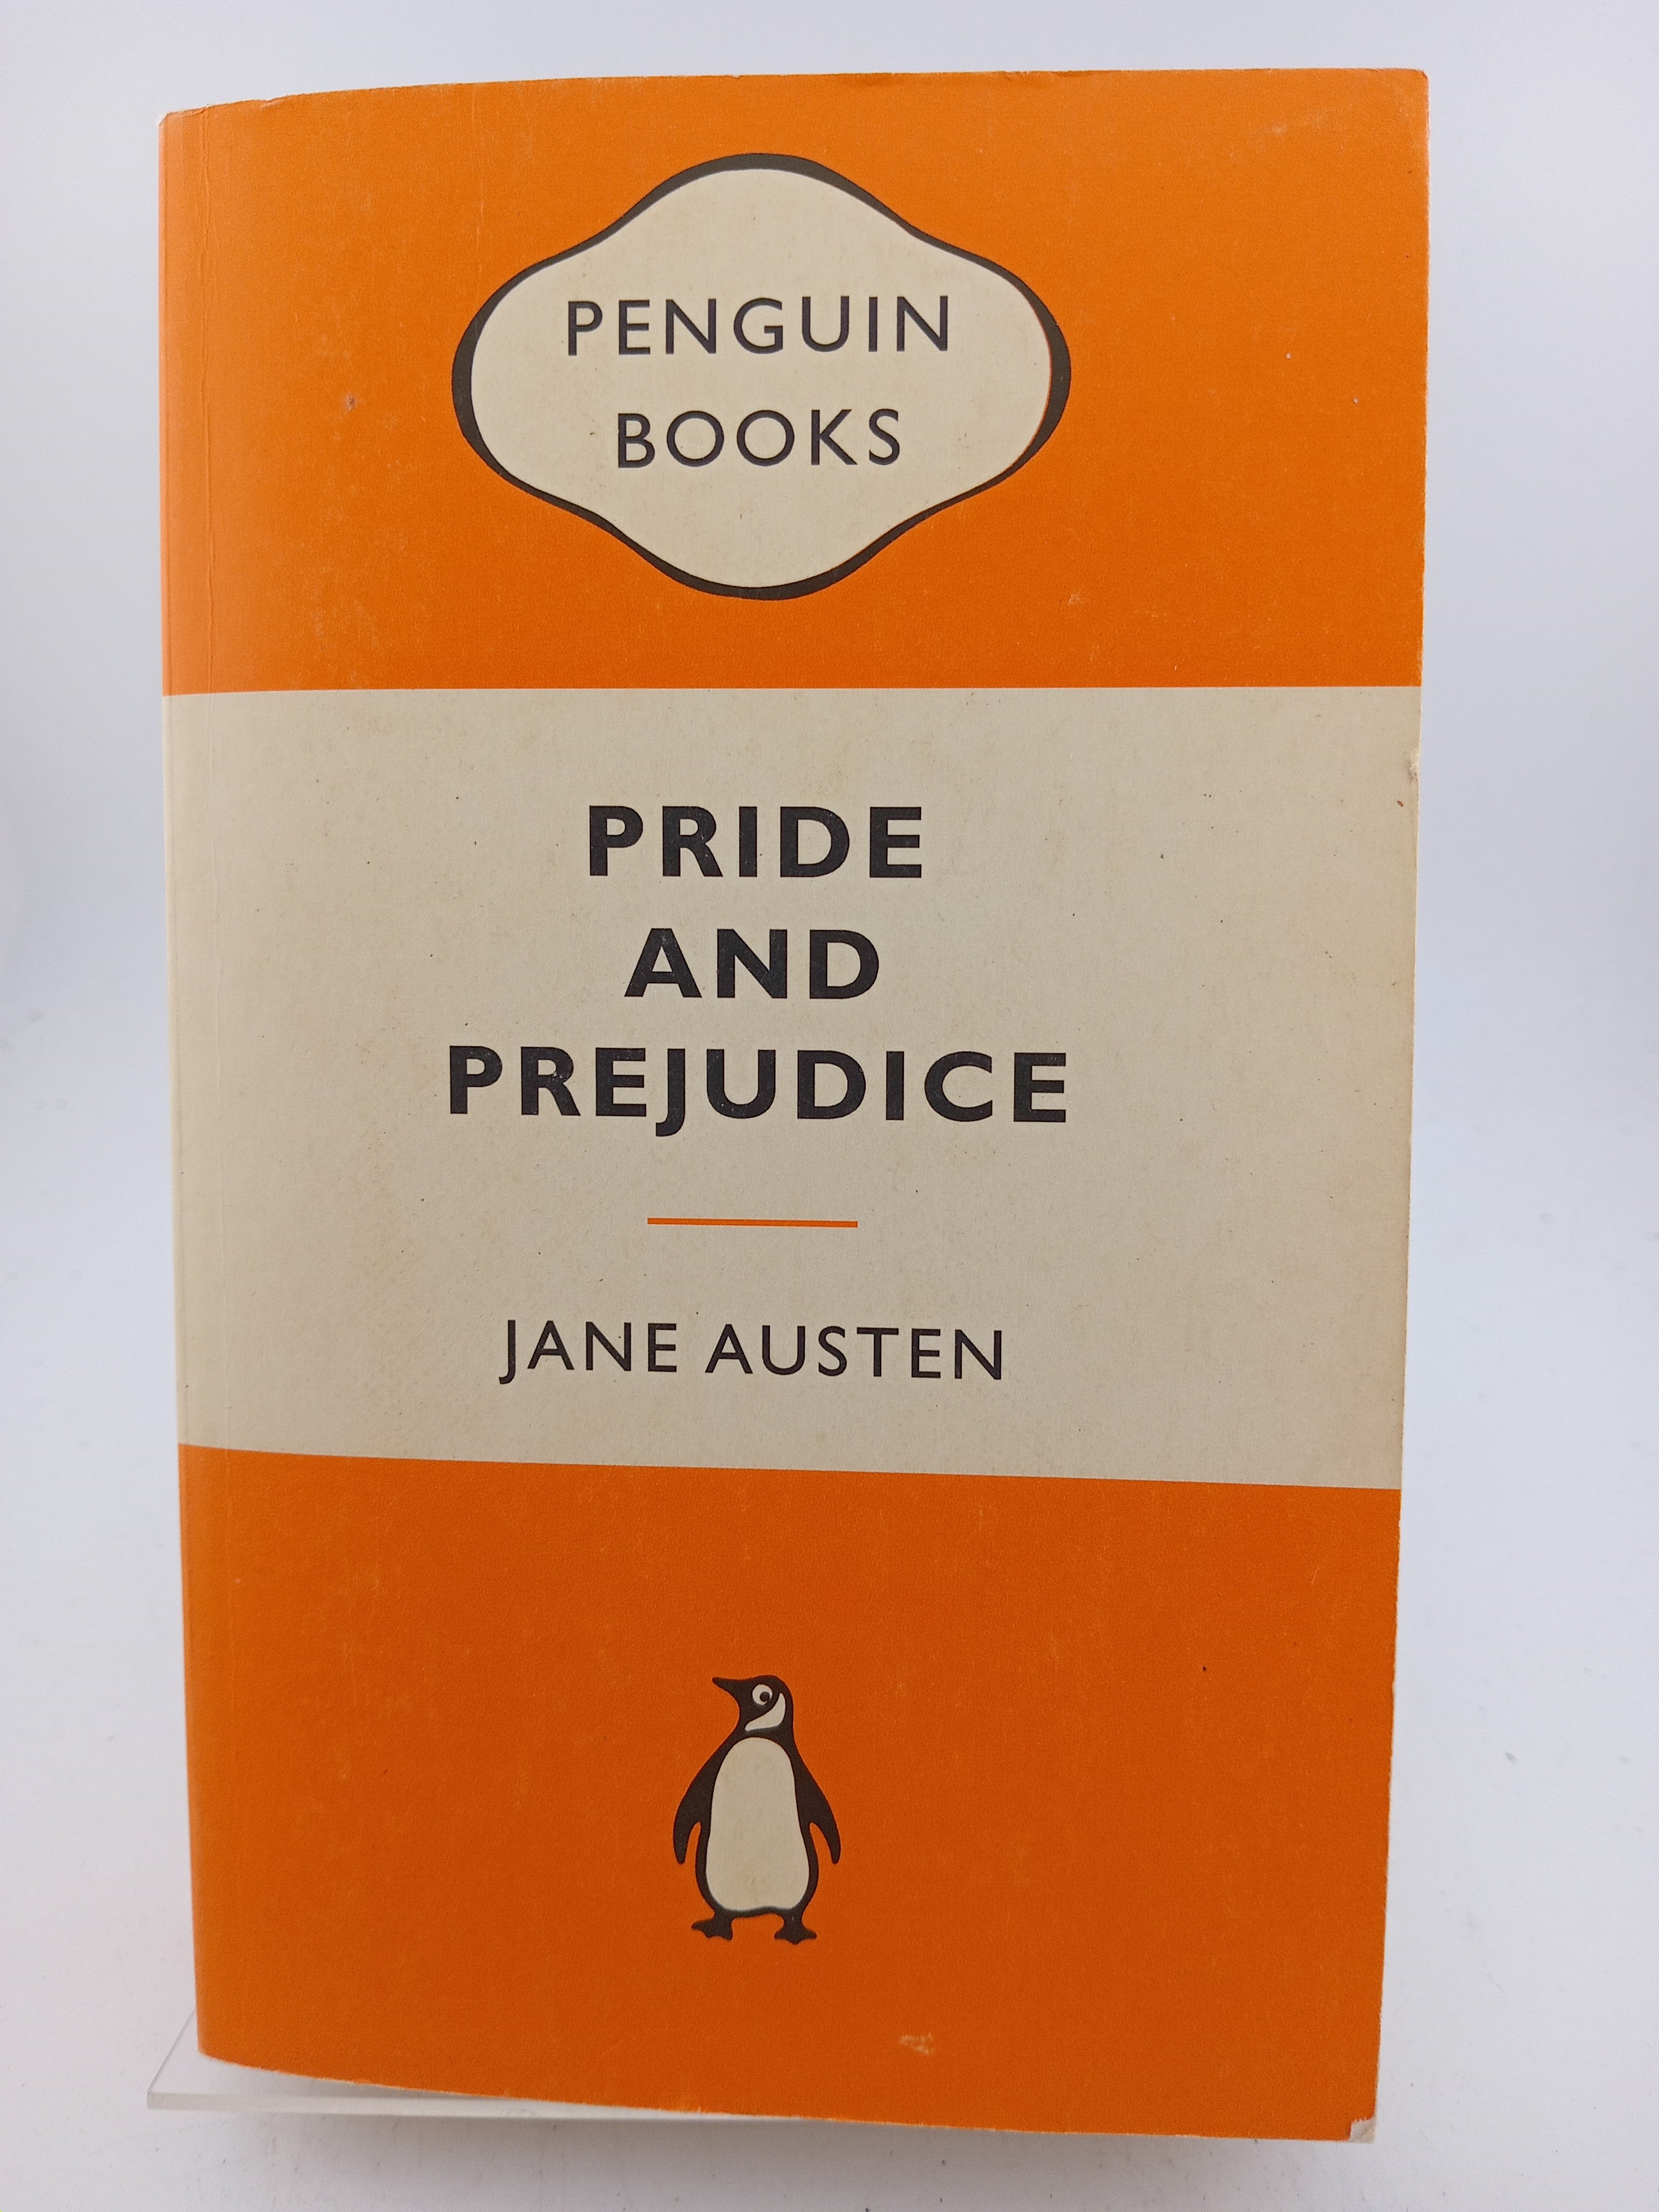 PENGUIN
BOOKS
PRIDE
AND
PREJUDICE
JANE AUSTEN